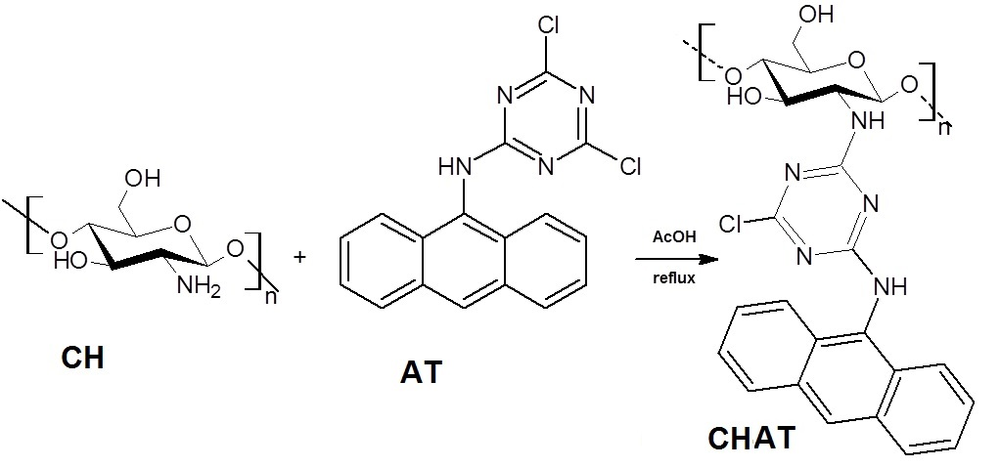 OH
O
HO
O
NH2
n
CH
+
Cl
N
N
N
Cl
HN
AT
AcOH
reflux
OH
O
O
HO
O
n
NH
N
N
Cl
N
NH
CHAT